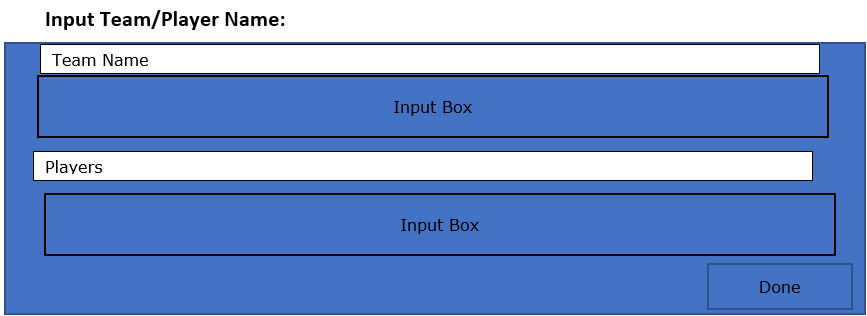 Input Team/Player Name:
Team Name
Input Box
Players
Input Box
Done